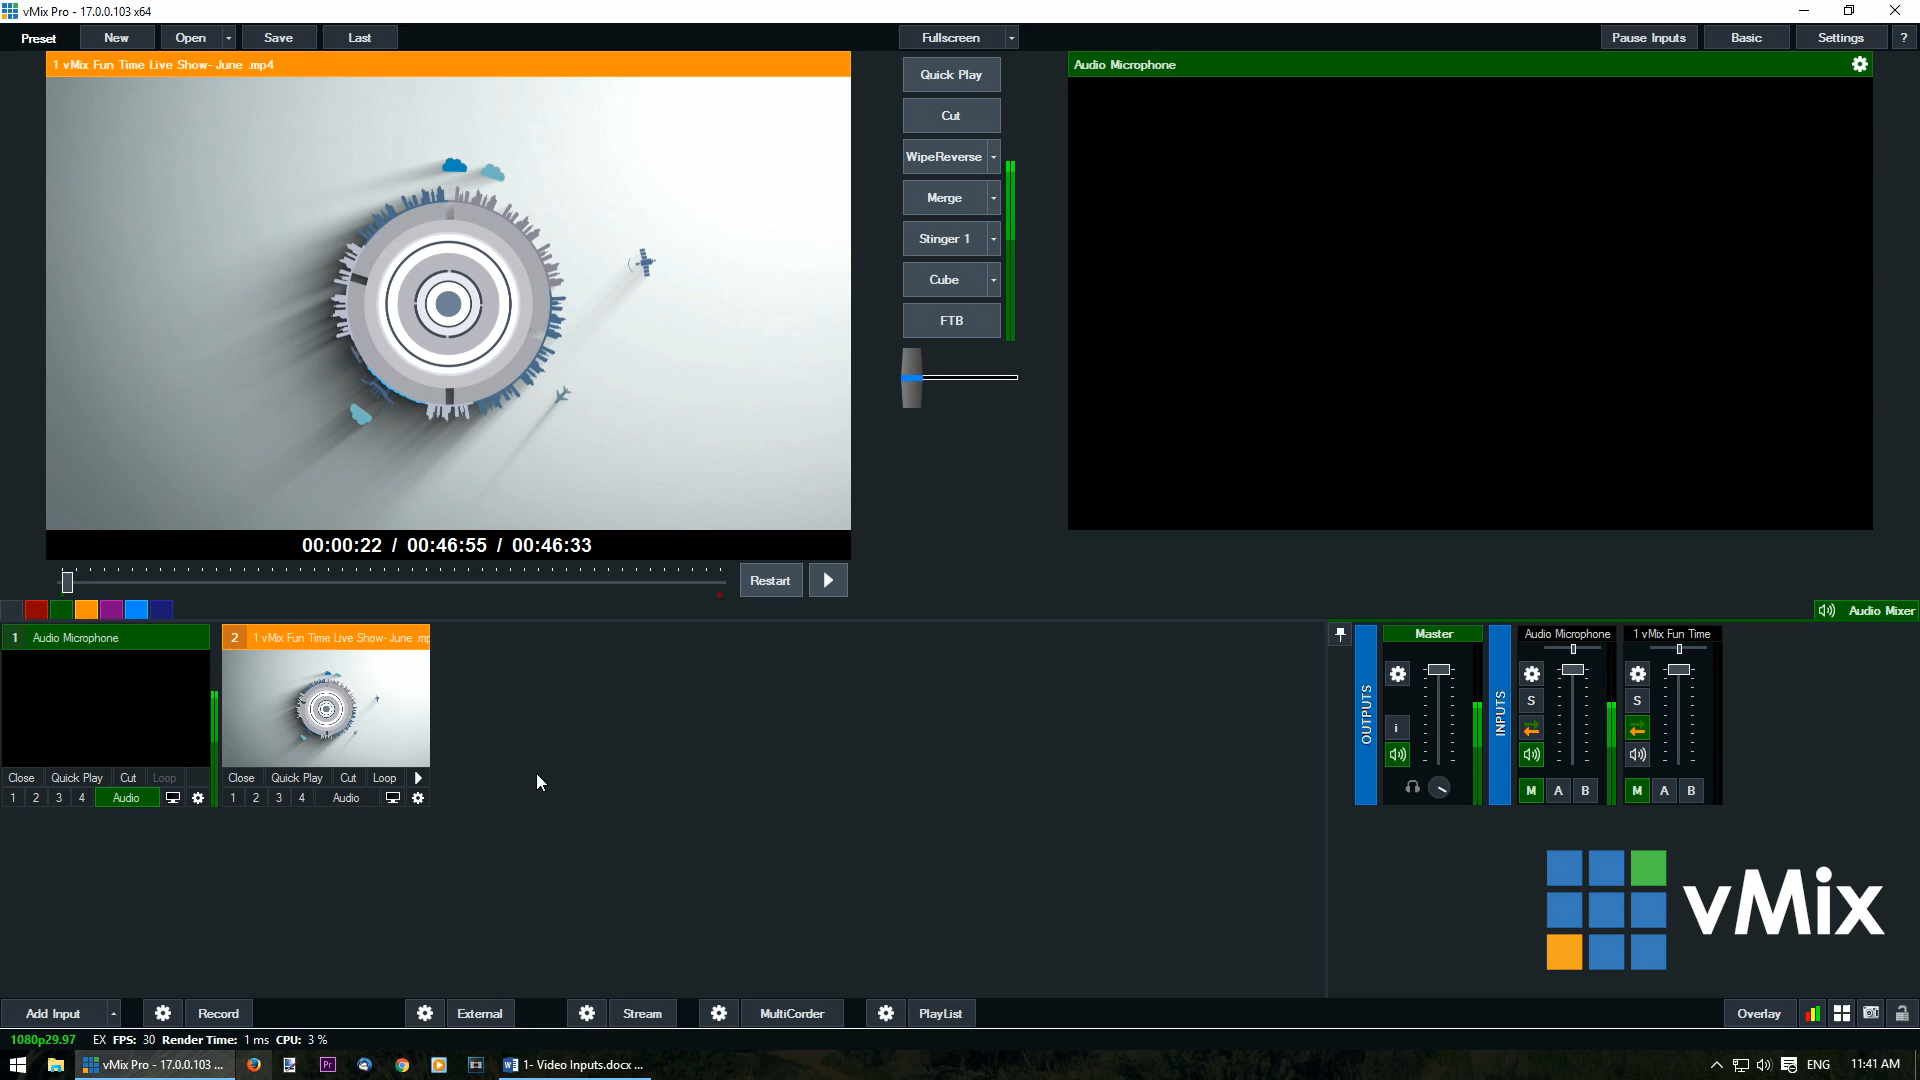 vMix Pro - 17.0.0.103 x64
Preset New Open Save Last Fullscreen Pause Inputs Basic Settings ?
1 vMix Fun Time Live Show- June .mp4
Audio Microphone
Quick Play
Cut
WipeReverse
Merge
Stinger 1
Cube
FTB
00:00:22 / 00:46:55 / 00:46:33
Restart
Audio Mixer
1 Audio Microphone
2 1 vMix Fun Time Live Show- June .mp
Close Quick Play Cut Loop
1 2 3 4 Audio
Close Quick Play Cut Loop
1 2 3 4 Audio
OUTPUTS
Master
i
INPUTS
Audio Microphone
S
M A B
1 vMix Fun Time
S
M A B
vMix
Add Input Record External Stream MultiCorder PlayList Overlay
1080p29.97 EX FPS: 30 Render Time: 1 ms CPU: 3 %
vMix Pro - 17.0.0.103 ... Pr 1- Video Inputs.docx ... ENG 11:41 AM